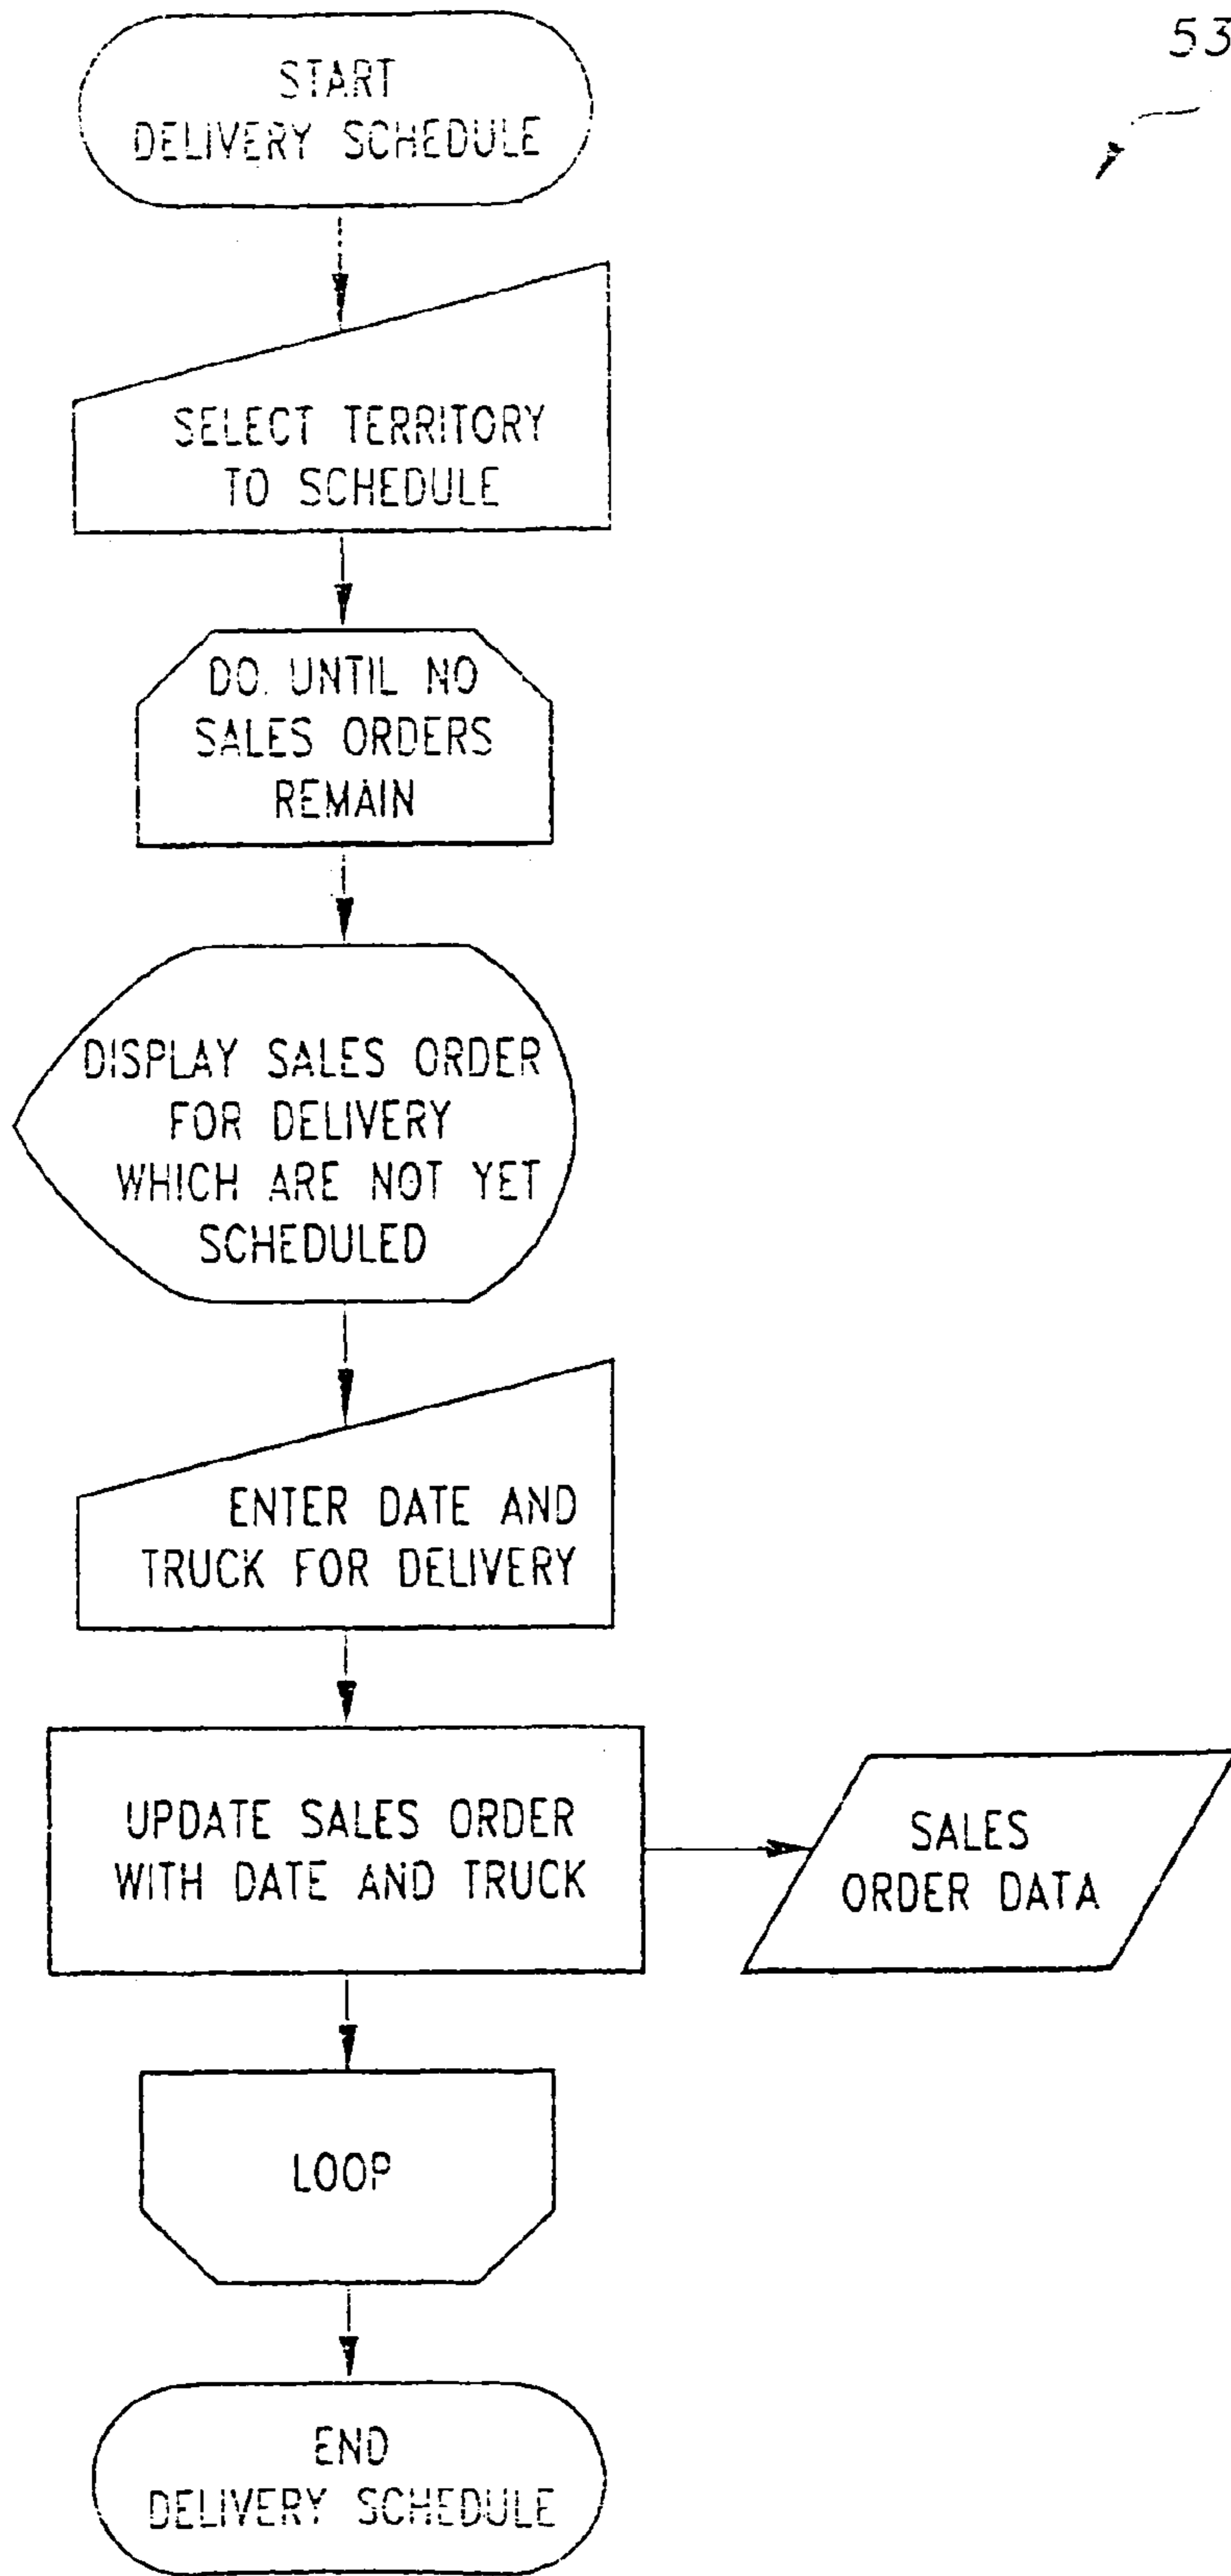 53
START
DELIVERY SCHEDULE
SELECT TERRITORY
TO SCHEDULE
DO UNTIL NO
SALES ORDERS
REMAIN
DISPLAY SALES ORDER
FOR DELIVERY
WHICH ARE NOT YET
SCHEDULED
ENTER DATE AND
TRUCK FOR DELIVERY
UPDATE SALES ORDER
WITH DATE AND TRUCK
SALES
ORDER DATA
LOOP
END
DELIVERY SCHEDULE